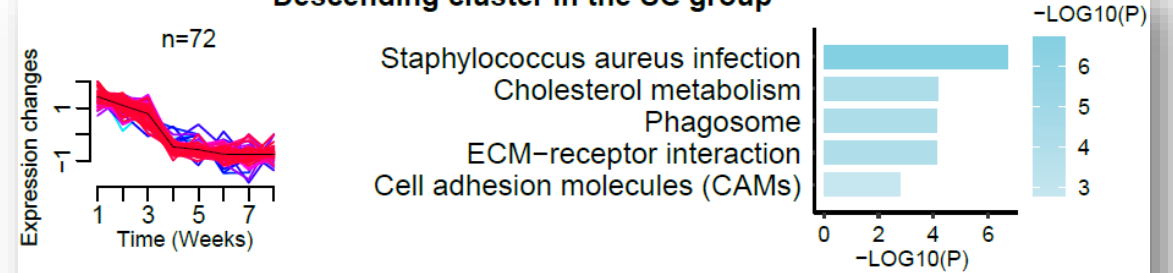 Descending cluster in the SC group
n=72
Expression changes
1
−1
1 3 5 7
Time (Weeks)
Staphylococcus aureus infection
Cholesterol metabolism
Phagosome
ECM−receptor interaction
Cell adhesion molecules (CAMs)
0 2 4 6
−LOG10(P)
−LOG10(P)
6
5
4
3